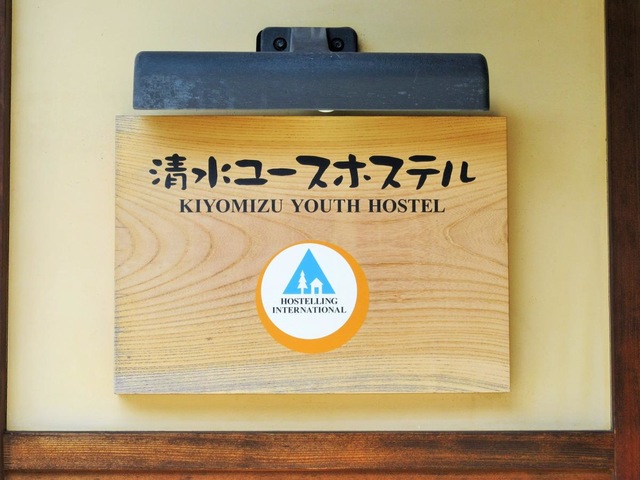 清水ユースホステル
KIYOMIZU YOUTH HOSTEL
HOSTELLING
INTERNATIONAL